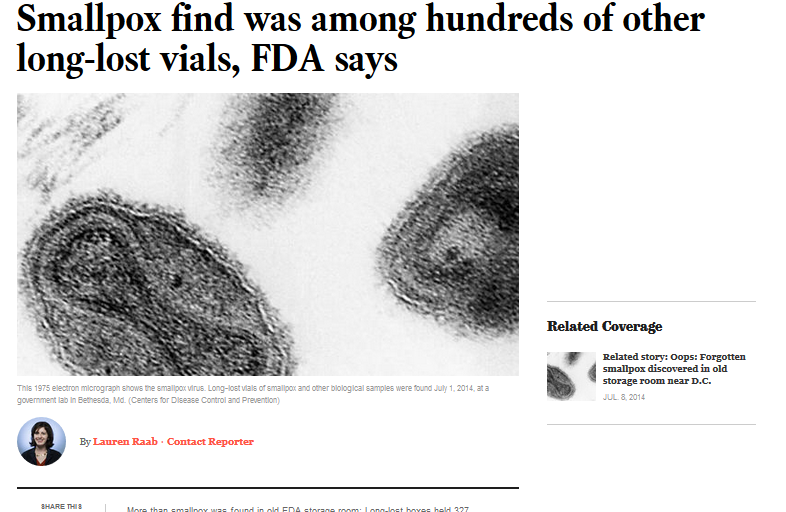 Smallpox find was among hundreds of other
long-lost vials, FDA says
This 1975 electron micrograph shows the smallpox virus. Long-lost vials of smallpox and other biological samples were found July 1, 2014, at a
government lab in Bethesda, Md. (Centers for Disease Control and Prevention)
By Lauren Raab · Contact Reporter
SHARE THIS
More than smallpox was found in old FDA storage room: Long-lost boxes held 327
Related Coverage
Related story: Oops: Forgotten
smallpox discovered in old
storage room near D.C.
JUL. 8, 2014